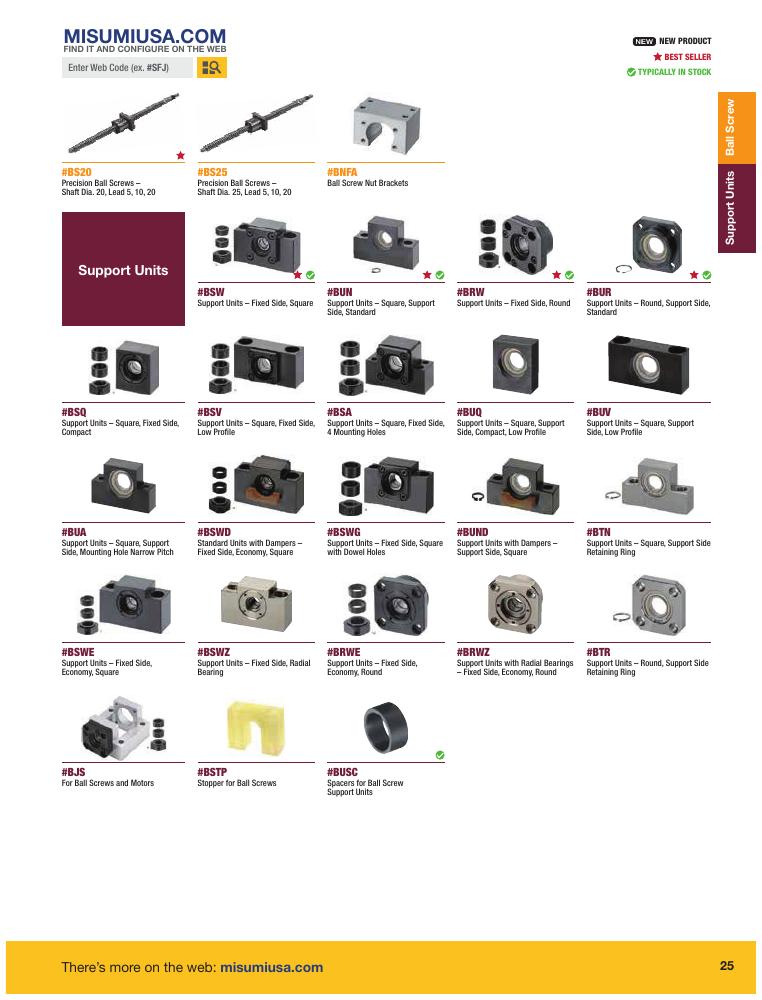 MISUMIUSA.COM
FIND IT AND CONFIGURE ON THE WEB
Enter Web Code (ex. #SFJ)
NEW NEW PRODUCT
BEST SELLER
TYPICALLY IN STOCK
Ball Screw
Support Units
#BS20
Precision Ball Screws –
Shaft Dia. 20, Lead 5, 10, 20
#BS25
Precision Ball Screws –
Shaft Dia. 25, Lead 5, 10, 20
#BNFA
Ball Screw Nut Brackets
Support Units
#BSW
Support Units – Fixed Side, Square
#BUN
Support Units – Square, Support
Side, Standard
#BRW
Support Units – Fixed Side, Round
#BUR
Support Units – Round, Support Side,
Standard
#BSQ
Support Units – Square, Fixed Side,
Compact
#BSV
Support Units – Square, Fixed Side,
Low Profile
#BSA
Support Units – Square, Fixed Side,
4 Mounting Holes
#BUQ
Support Units – Square, Support
Side, Compact, Low Profile
#BUV
Support Units – Square, Support
Side, Low Profile
#BUA
Support Units – Square, Support
Side, Mounting Hole Narrow Pitch
#BSWD
Standard Units with Dampers –
Fixed Side, Economy, Square
#BSWG
Support Units – Fixed Side, Square
with Dowel Holes
#BUND
Support Units with Dampers –
Support Side, Square
#BTN
Support Units – Square, Support Side
Retaining Ring
#BSWE
Support Units – Fixed Side,
Economy, Square
#BSWZ
Support Units – Fixed Side, Radial
Bearing
#BRWE
Support Units – Fixed Side,
Economy, Round
#BRWZ
Support Units with Radial Bearings
– Fixed Side, Economy, Round
#BTR
Support Units – Round, Support Side
Retaining Ring
#BJS
For Ball Screws and Motors
#BSTP
Stopper for Ball Screws
#BUSC
Spacers for Ball Screw
Support Units
There's more on the web: misumiusa.com
25